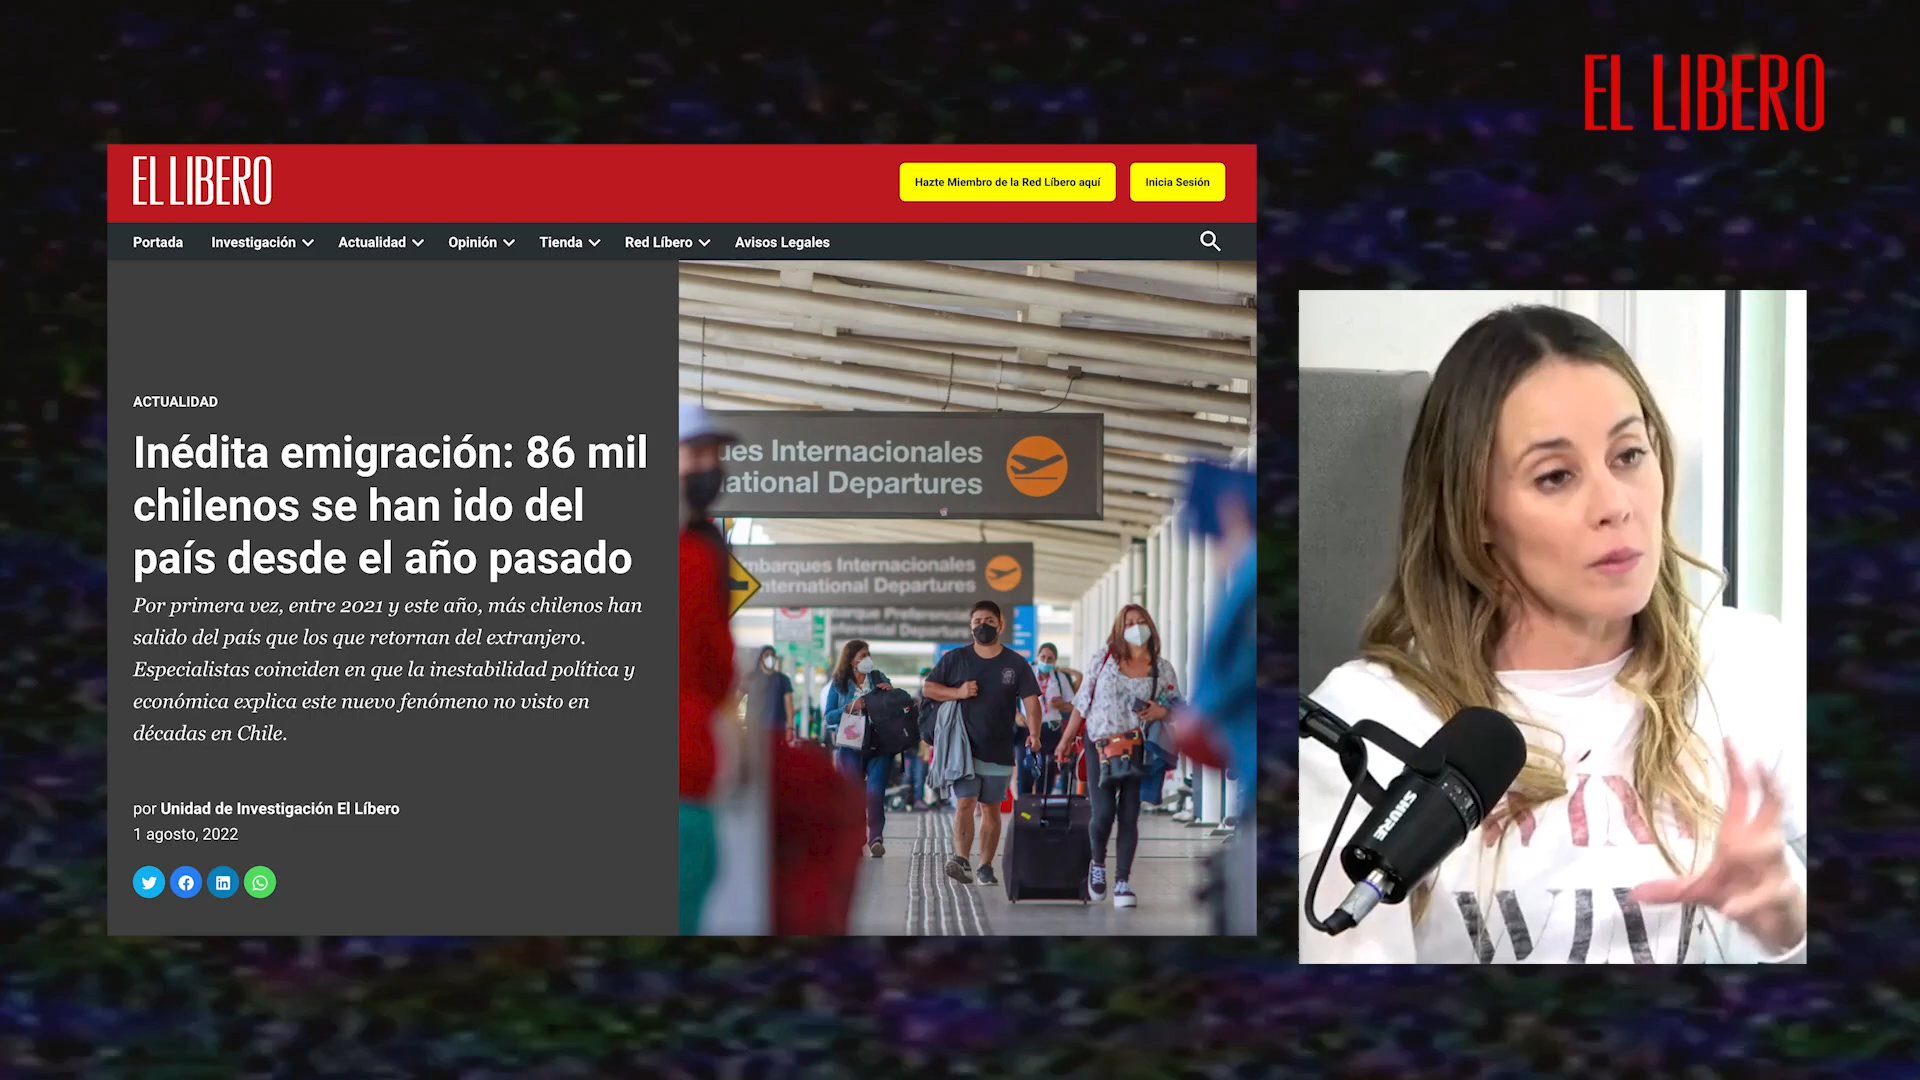 EL LIBERO
EL LIBERO
Hazte Miembro de la Red Líbero aquí
Inicia Sesión
Portada
Investigación
Actualidad
Opinión
Tienda
Red Líbero
Avisos Legales
ACTUALIDAD
Inédita emigración: 86 mil
chilenos se han ido del
país desde el año pasado
Por primera vez, entre 2021 y este año, más chilenos han
salido del país que los que retornan del extranjero.
Especialistas coinciden en que la inestabilidad política y
económica explica este nuevo fenómeno no visto en
décadas en Chile.
por Unidad de Investigación El Líbero
1 agosto, 2022
ues Internacionales
ational Departures
mbarques Internacionales
International Departures
SHURE